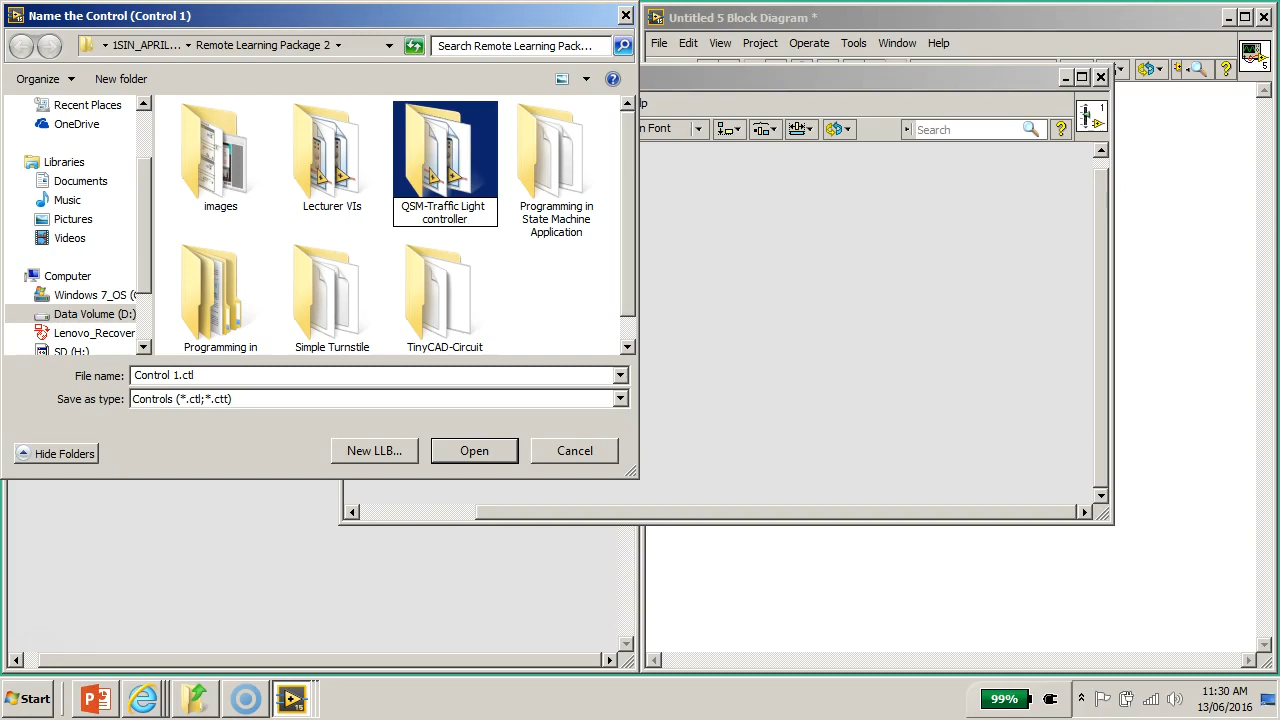 Name the Control (Control 1)
1SIN_APRIL... Remote Learning Package 2
Search Remote Learning Pack...
Organize New folder
Recent Places
OneDrive
Libraries
Documents
Music
Pictures
Videos
Computer
Windows 7_OS (C
Data Volume (D:)
Lenovo_Recover
SD (H:)
images
Lecturer VIs
QSM-Traffic Light
controller
Programming in
State Machine
Application
Programming in
Simple Turnstile
TinyCAD-Circuit
File name: Control 1.ctl
Save as type: Controls (*.ctl;*.ctt)
Hide Folders
New LLB... Open Cancel
Untitled 5 Block Diagram *
File Edit View Project Operate Tools Window Help
5
lp
n Font
Search
1
Start
15
99%
11:30 AM
13/06/2016